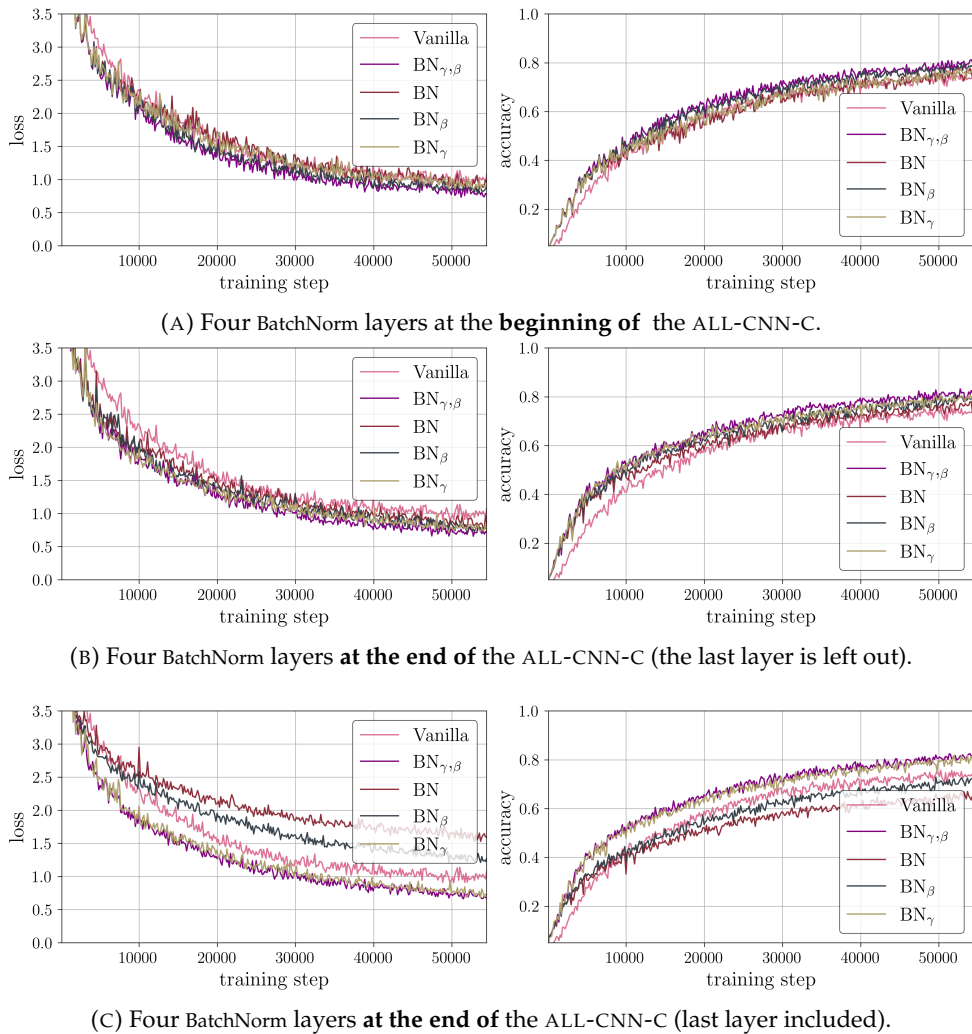 3.5
3.0
2.5
2.0
1.5
1.0
0.5
0.0
loss
10000 20000 30000 40000 50000
training step
Vanilla
BNγ,β
BN
BNβ
BNγ
1.0
0.8
0.6
0.4
0.2
accuracy
10000 20000 30000 40000 50000
training step
Vanilla
BNγ,β
BN
BNβ
BNγ
(A) Four BatchNorm layers at the beginning of the ALL-CNN-C.
3.5
3.0
2.5
2.0
1.5
1.0
0.5
0.0
loss
10000 20000 30000 40000 50000
training step
Vanilla
BNγ,β
BN
BNβ
BNγ
1.0
0.8
0.6
0.4
0.2
accuracy
10000 20000 30000 40000 50000
training step
Vanilla
BNγ,β
BN
BNβ
BNγ
(B) Four BatchNorm layers at the end of the ALL-CNN-C (the last layer is left out).
3.5
3.0
2.5
2.0
1.5
1.0
0.5
0.0
loss
10000 20000 30000 40000 50000
training step
Vanilla
BNγ,β
BN
BNβ
BNγ
1.0
0.8
0.6
0.4
0.2
accuracy
10000 20000 30000 40000 50000
training step
Vanilla
BNγ,β
BN
BNβ
BNγ
(C) Four BatchNorm layers at the end of the ALL-CNN-C (last layer included).